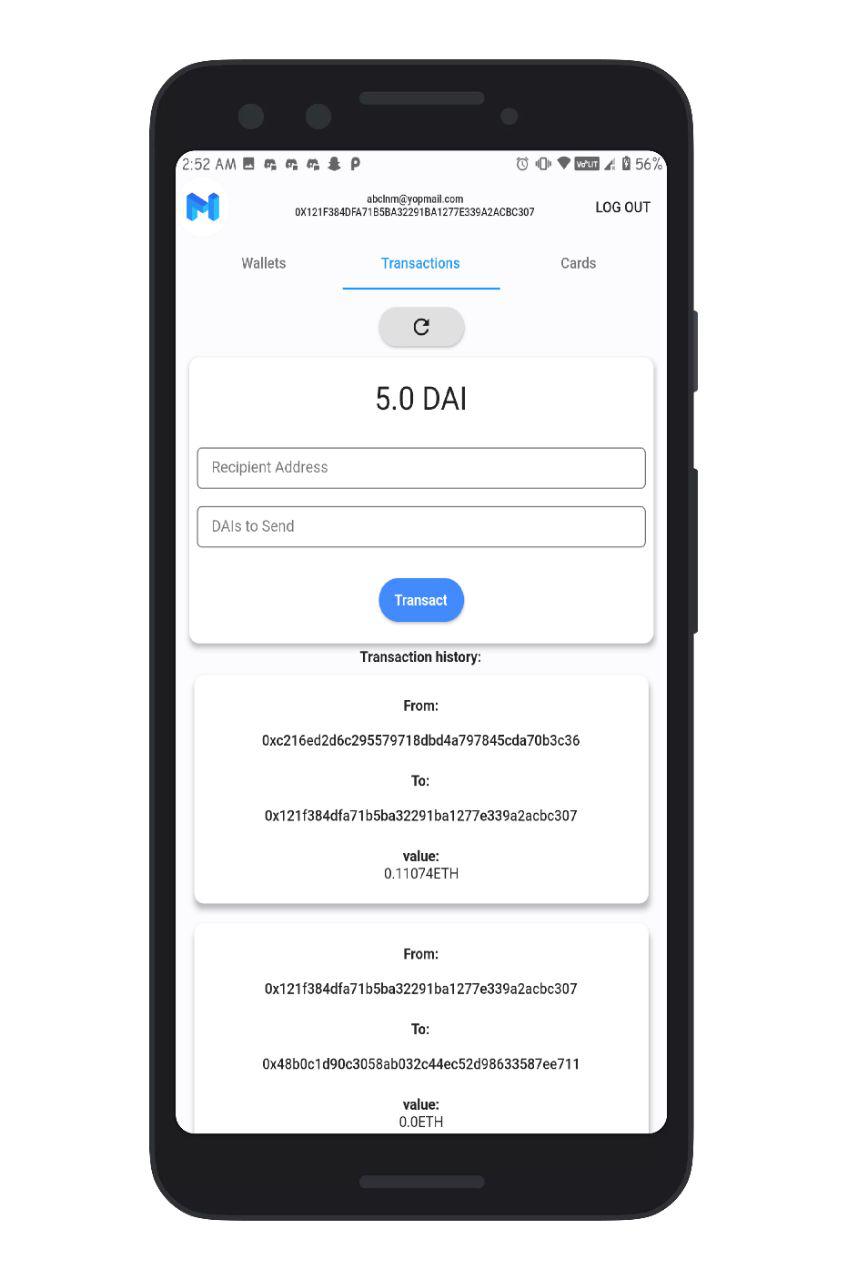 2:52 AM
56%
abclnm@yopmail.com
0X121F384DFA71B5BA32291BA1277E339A2ACBC307
LOG OUT
Wallets
Transactions
Cards
5.0 DAI
Recipient Address
DAIs to Send
Transact
Transaction history:
From:
0xc216ed2d6c295579718dbd4a797845cda70b3c36
To:
0x121f384dfa71b5ba32291ba1277e339a2acbc307
value:
0.11074ETH
From:
0x121f384dfa71b5ba32291ba1277e339a2acbc307
To:
0x48b0c1d90c3058ab032c44ec52d98633587ee711
value:
0.0ETH